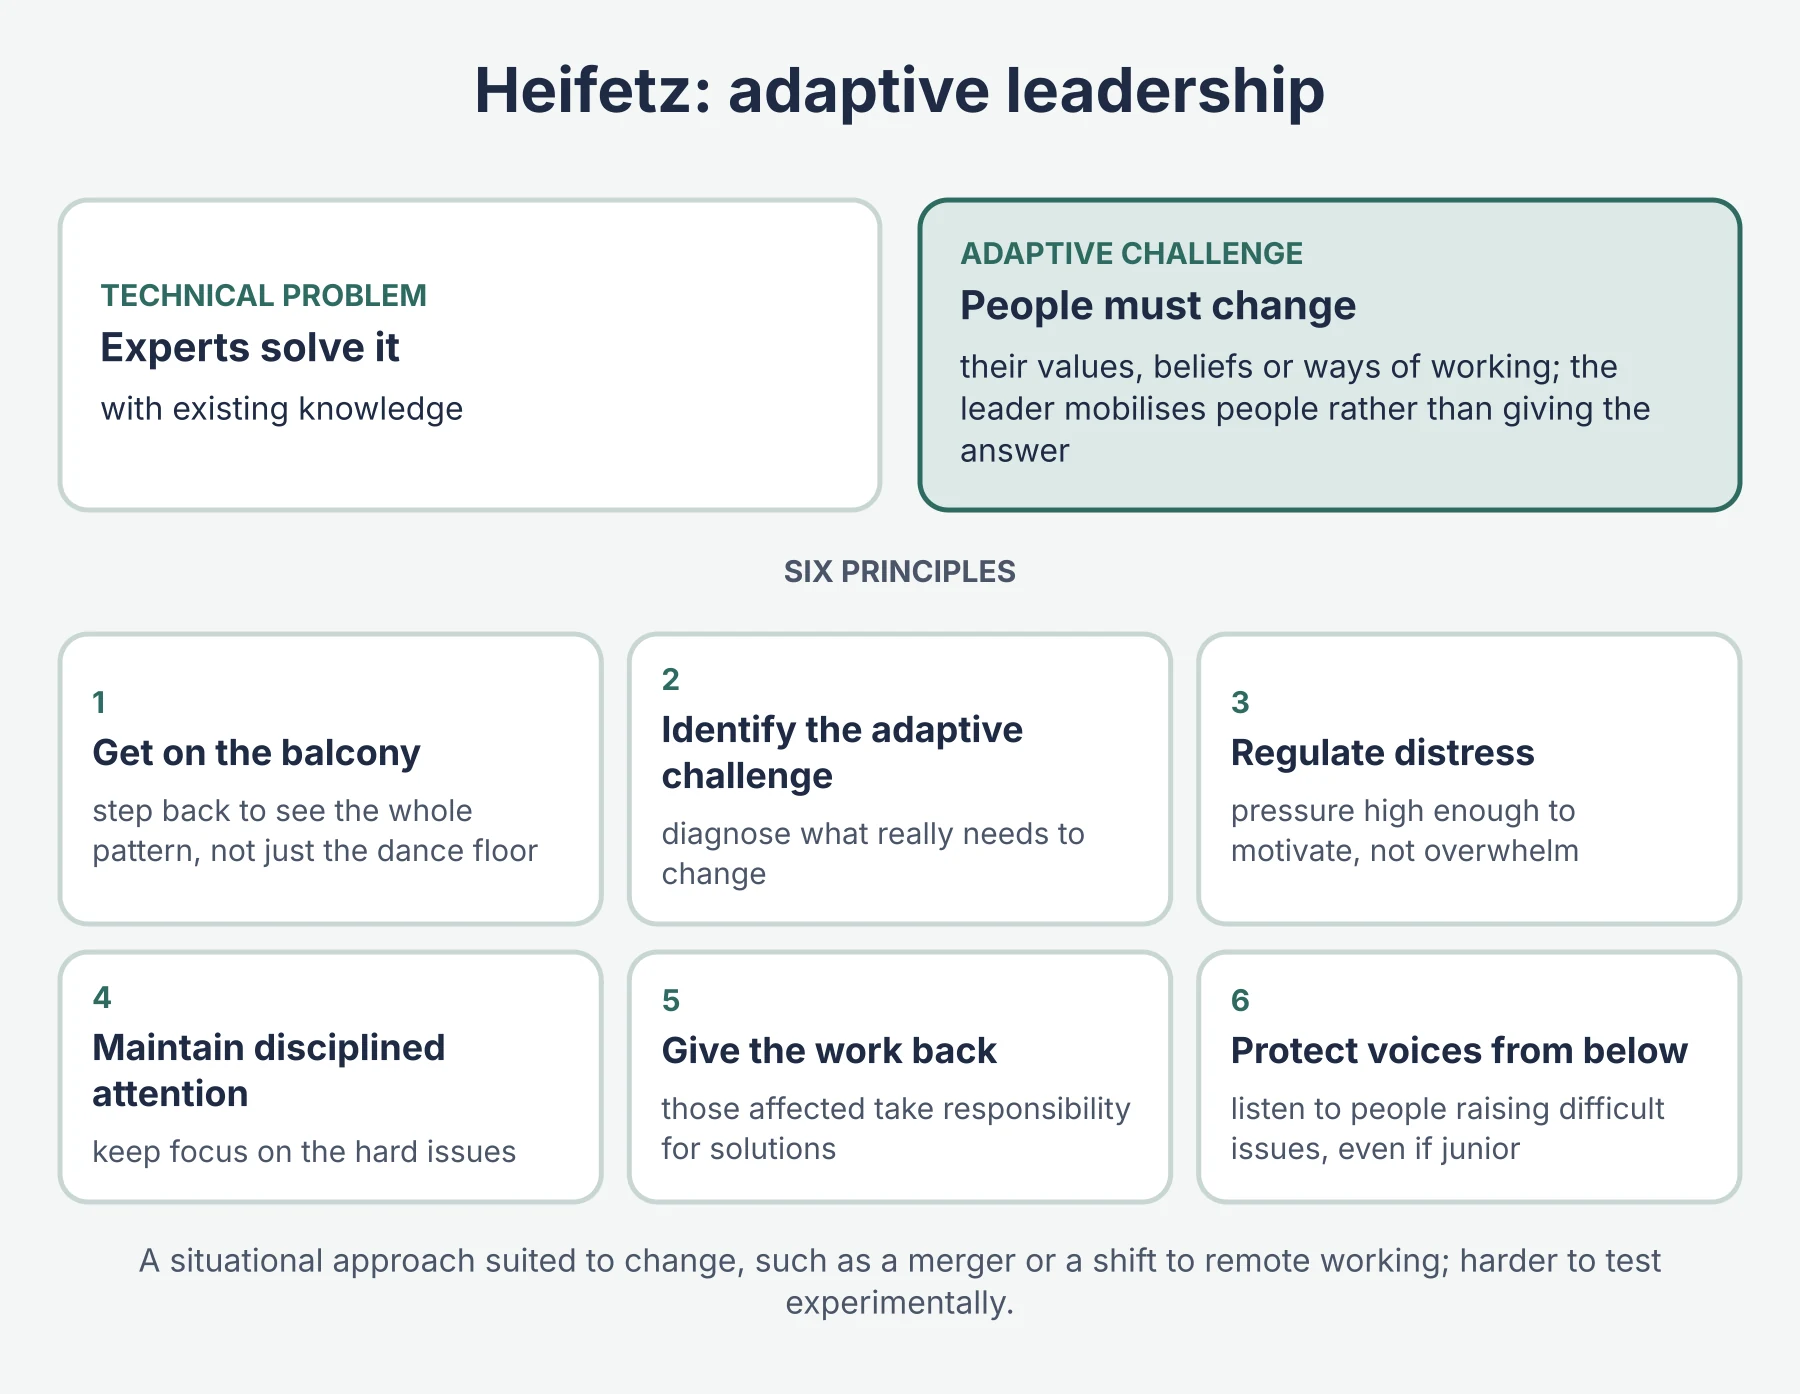 Heifetz: adaptive leadership
TECHNICAL PROBLEM
Experts solve it
with existing knowledge
ADAPTIVE CHALLENGE
People must change
their values, beliefs or ways of working; the
leader mobilises people rather than giving the
answer
SIX PRINCIPLES
1
Get on the balcony
step back to see the whole
pattern, not just the dance floor
2
Identify the adaptive
challenge
diagnose what really needs to
change
3
Regulate distress
pressure high enough to
motivate, not overwhelm
4
Maintain disciplined
attention
keep focus on the hard issues
5
Give the work back
those affected take responsibility
for solutions
6
Protect voices from below
listen to people raising difficult
issues, even if junior
A situational approach suited to change, such as a merger or a shift to remote working; harder to test
experimentally.